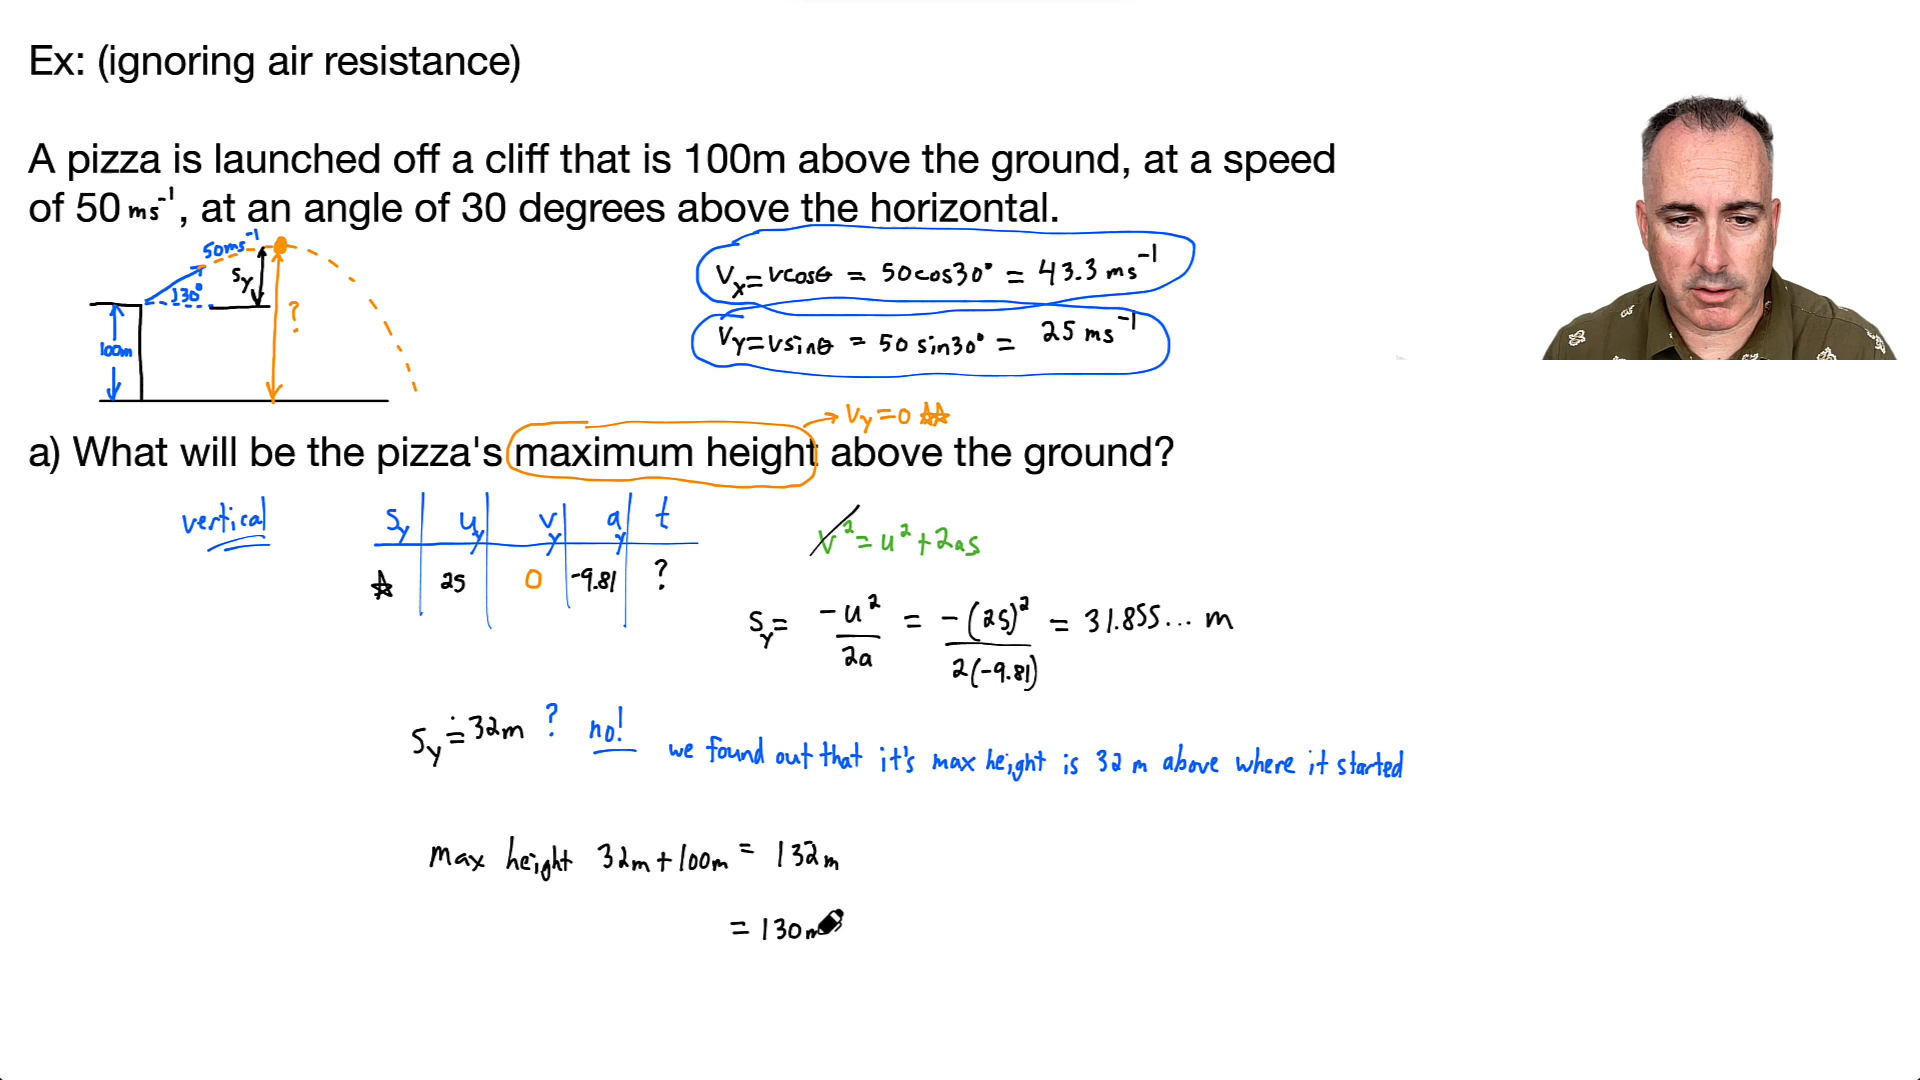 Ex: (ignoring air resistance)
A pizza is launched off a cliff that is 100m above the ground, at a speed
of 50 ms⁻¹, at an angle of 30 degrees above the horizontal.
50ms⁻¹
Sy
30°
?
100m
Vx = vcosθ = 50cos30° = 43.3 ms⁻¹
Vy = vsinθ = 50 sin30° = 25 ms⁻¹
→ Vy = 0 ☆☆
a) What will be the pizza's maximum height above the ground?
vertical
Sy | uy | vy | ay | t
☆ | 25 | 0 | -9.81 | ?
v² = u² + 2as
Sy = -u²/2a = -(25)²/2(-9.81) = 31.855... m
Sy ≐ 32m ? no! we found out that it's max height is 32 m above where it started
max height 32m + 100m = 132m
= 130m